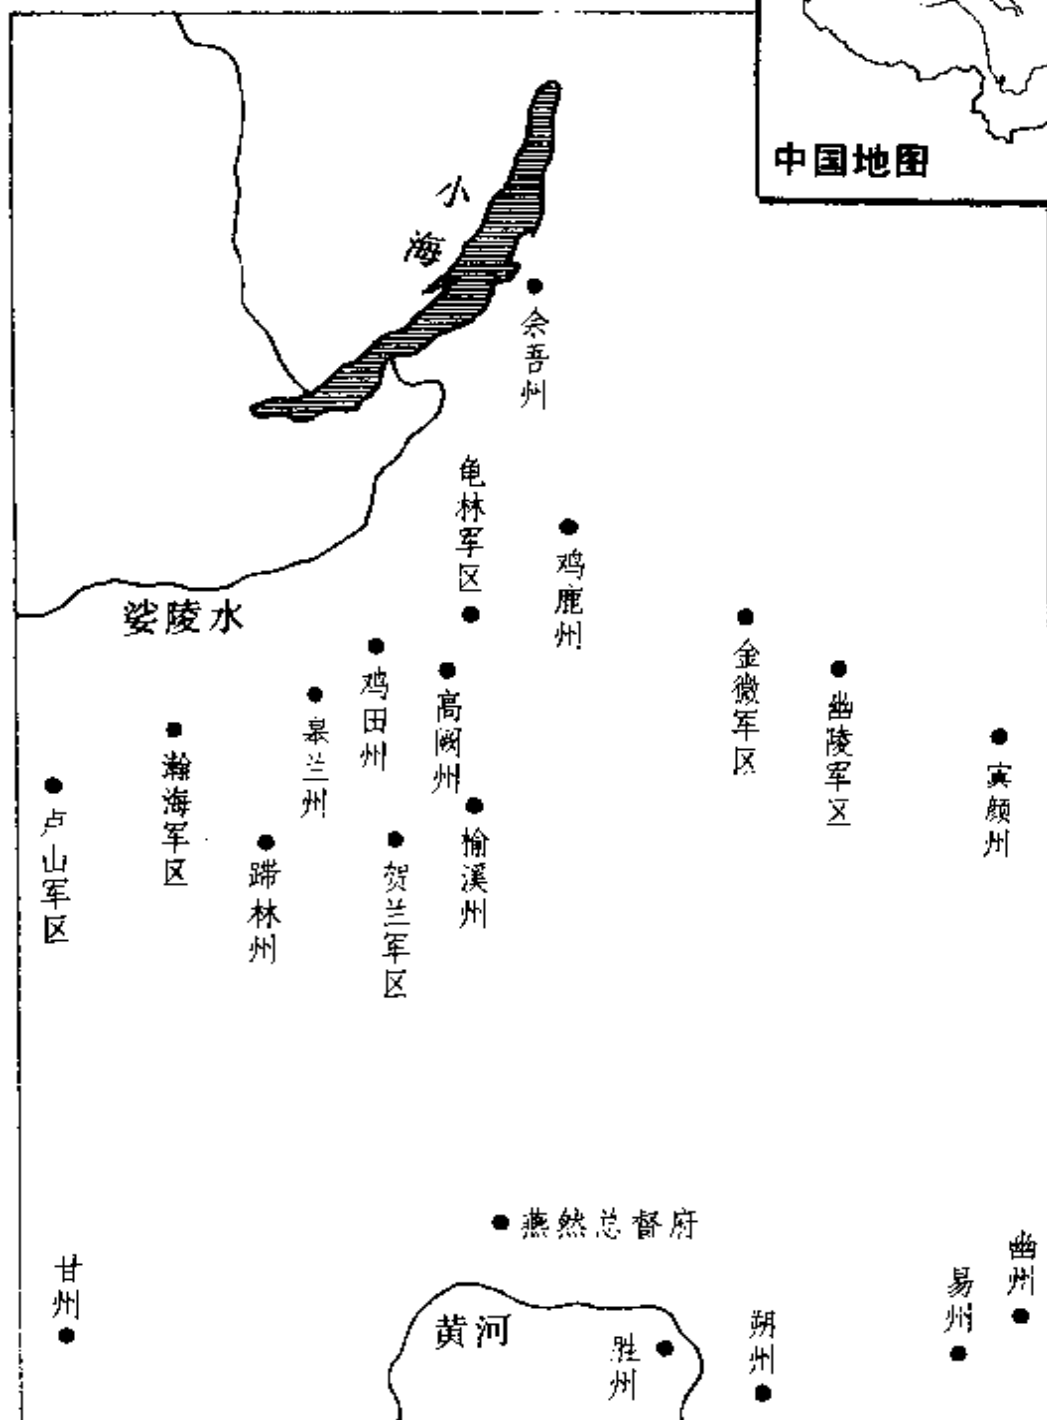 中国地图
小海
余吾州
龟林军区
鸡鹿州
娑陵水
金微军区
鸡田州
幽陵军区
高阙州
皋兰州
瀚海军区
寘颜州
卢山军区
榆溪州
蹛林州
贺兰军区
燕然总督府
甘州
幽州
易州
黄河
朔州
胜州